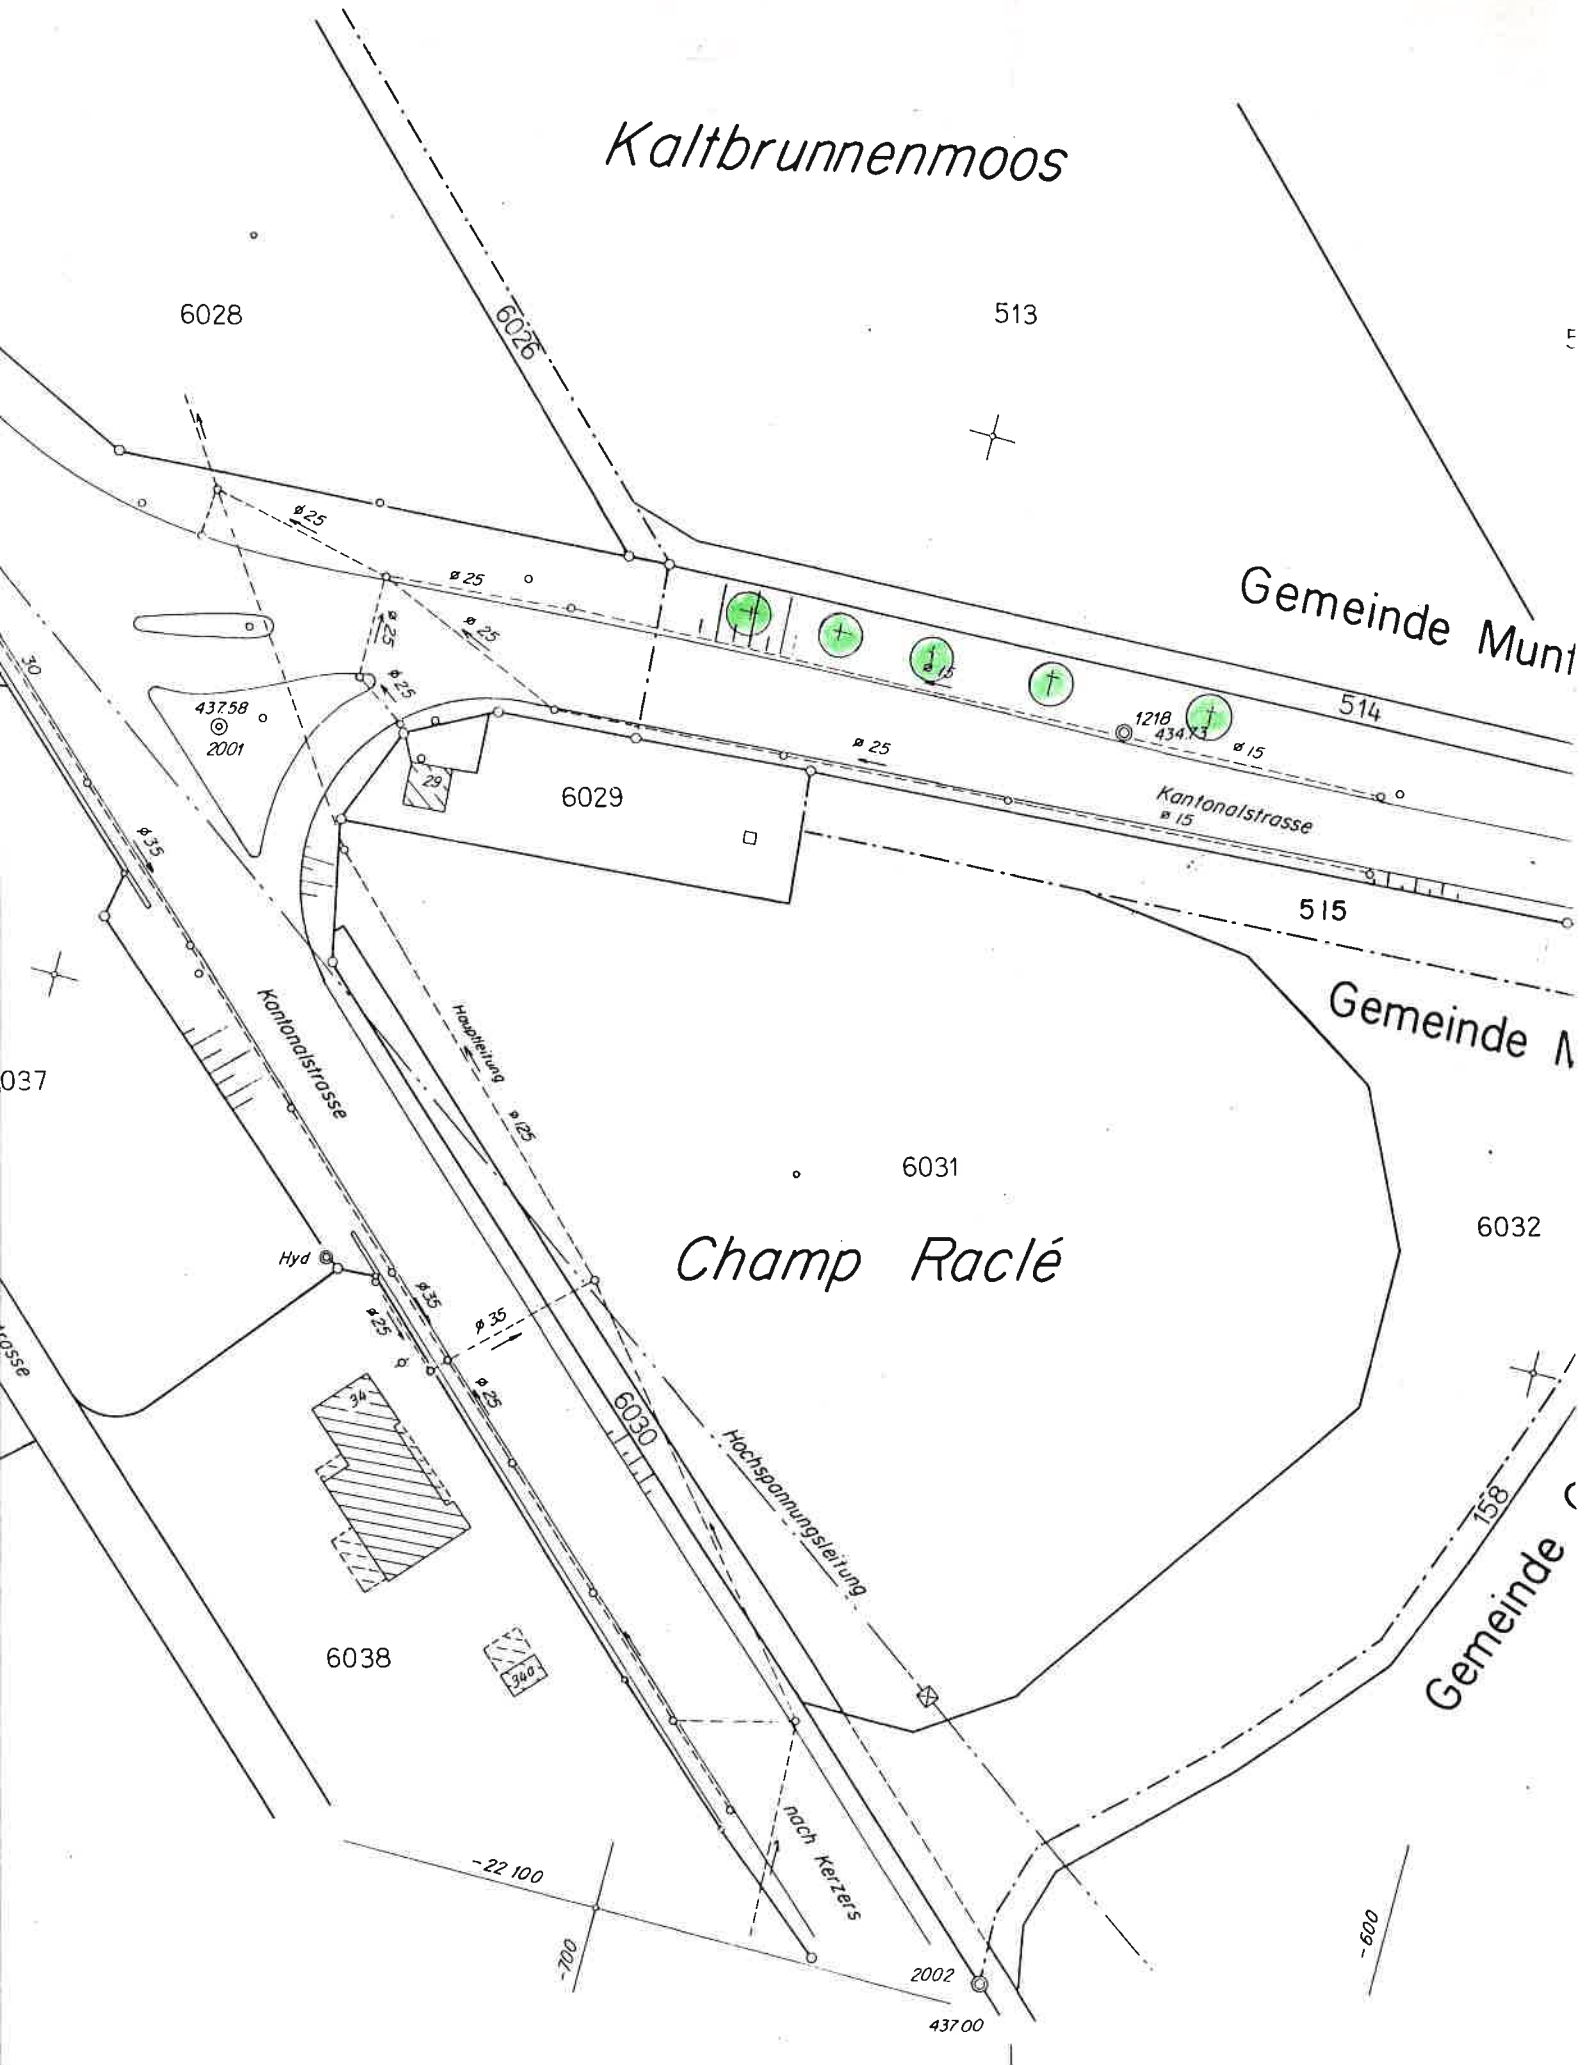 Kaltbrunnenmoos
6028
6026
513
ø 25
ø 25
ø 25
ø 25
ø 25
30
437.58
2001
29
6029
Gemeinde
514
ø 15
1218
434.73
ø 15
ø 25
Kantonalstrasse
ø 15
515
Gemeinde
ø 35
Kantonalstrasse
Hauptleitung
ø 125
037
6031
6032
Champ Raclé
Hyd
ø 35
ø 25
ø 35
ø 25
34
6030
Hochspannungsleitung
158
Gemeinde
6038
340
nach Kerzers
-22 100
-700
-600
2002
437.00